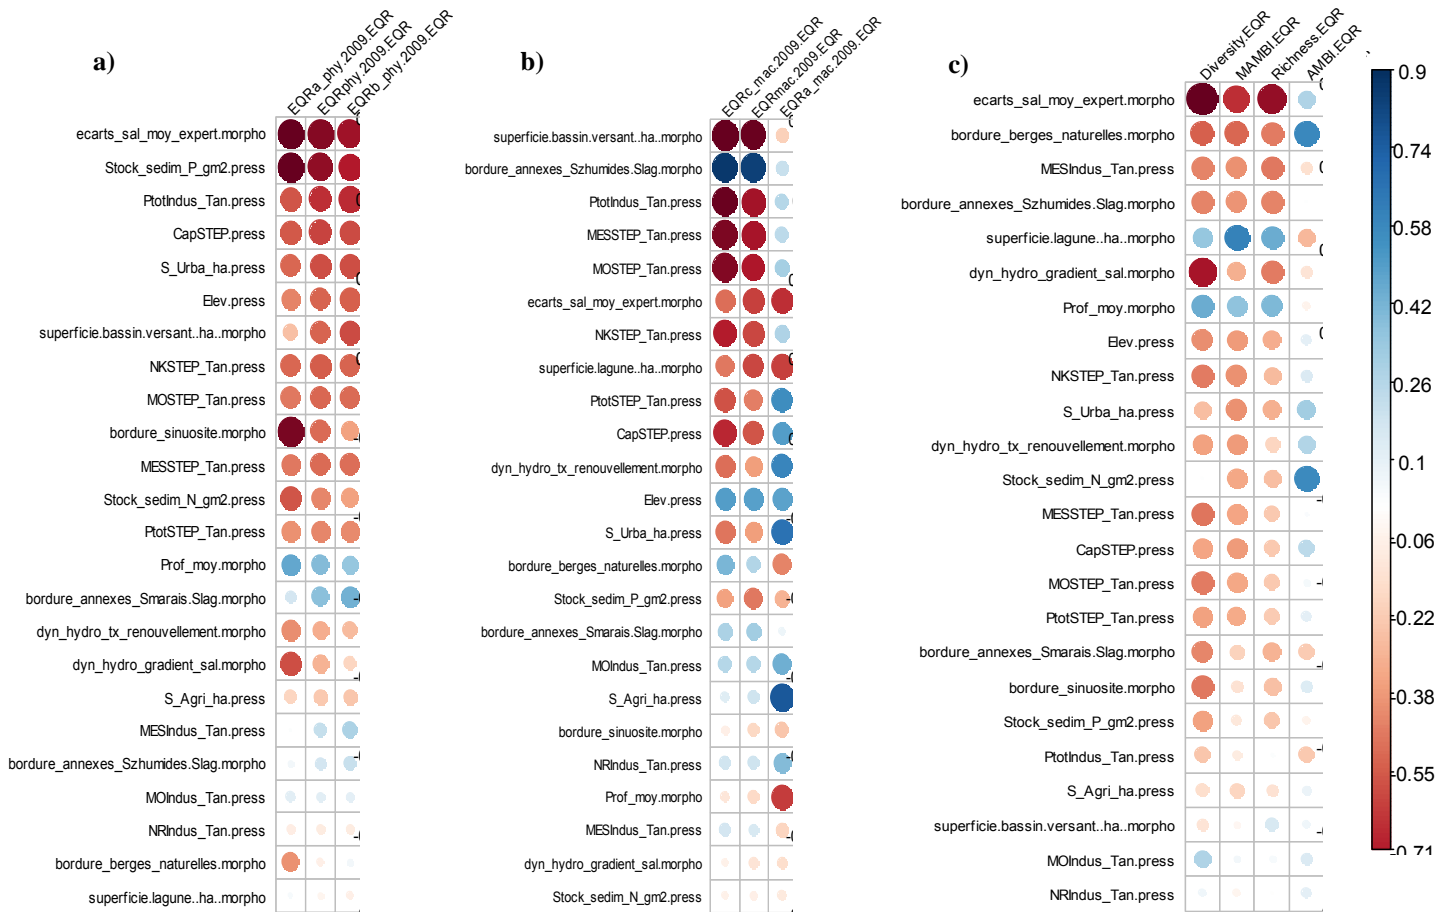 a)
EQRa_phy.2009.EQR
EQRphy.2009.EQR
EQRb_phy.2009.EQR
ecarts_sal_moy_expert.morpho
Stock_sedim_P_gm2.press
PtotIndus_Tan.press
CapSTEP.press
S_Urba_ha.press
Elev.press
superficie.bassin.versant..ha..morpho
NKSTEP_Tan.press
MOSTEP_Tan.press
bordure_sinuosite.morpho
MESSTEP_Tan.press
Stock_sedim_N_gm2.press
PtotSTEP_Tan.press
Prof_moy.morpho
bordure_annexes_Smarais.Slag.morpho
dyn_hydro_tx_renouvellement.morpho
dyn_hydro_gradient_sal.morpho
S_Agri_ha.press
MESIndus_Tan.press
bordure_annexes_Szhumides.Slag.morpho
MOIndus_Tan.press
NRIndus_Tan.press
bordure_berges_naturelles.morpho
superficie.lagune..ha..morpho
b)
EQRc_mac.2009.EQR
EQRmac.2009.EQR
EQRa_mac.2009.EQR
superficie.bassin.versant..ha..morpho
bordure_annexes_Szhumides.Slag.morpho
PtotIndus_Tan.press
MESSTEP_Tan.press
MOSTEP_Tan.press
ecarts_sal_moy_expert.morpho
NKSTEP_Tan.press
superficie.lagune..ha..morpho
PtotSTEP_Tan.press
CapSTEP.press
dyn_hydro_tx_renouvellement.morpho
Elev.press
S_Urba_ha.press
bordure_berges_naturelles.morpho
Stock_sedim_P_gm2.press
bordure_annexes_Smarais.Slag.morpho
MOIndus_Tan.press
S_Agri_ha.press
bordure_sinuosite.morpho
NRIndus_Tan.press
Prof_moy.morpho
MESIndus_Tan.press
dyn_hydro_gradient_sal.morpho
Stock_sedim_N_gm2.press
c)
Diversity.EQR
MAMBI.EQR
Richness.EQR
AMBI.EQR
ecarts_sal_moy_expert.morpho
bordure_berges_naturelles.morpho
MESIndus_Tan.press
bordure_annexes_Szhumides.Slag.morpho
superficie.lagune..ha..morpho
dyn_hydro_gradient_sal.morpho
Prof_moy.morpho
Elev.press
NKSTEP_Tan.press
S_Urba_ha.press
dyn_hydro_tx_renouvellement.morpho
Stock_sedim_N_gm2.press
MESSTEP_Tan.press
CapSTEP.press
MOSTEP_Tan.press
PtotSTEP_Tan.press
bordure_annexes_Smarais.Slag.morpho
bordure_sinuosite.morpho
Stock_sedim_P_gm2.press
PtotIndus_Tan.press
S_Agri_ha.press
superficie.bassin.versant..ha..morpho
MOIndus_Tan.press
NRIndus_Tan.press
0.9
0.74
0.58
0.42
0.26
0.1
-0.06
-0.22
-0.38
-0.55
-0.71